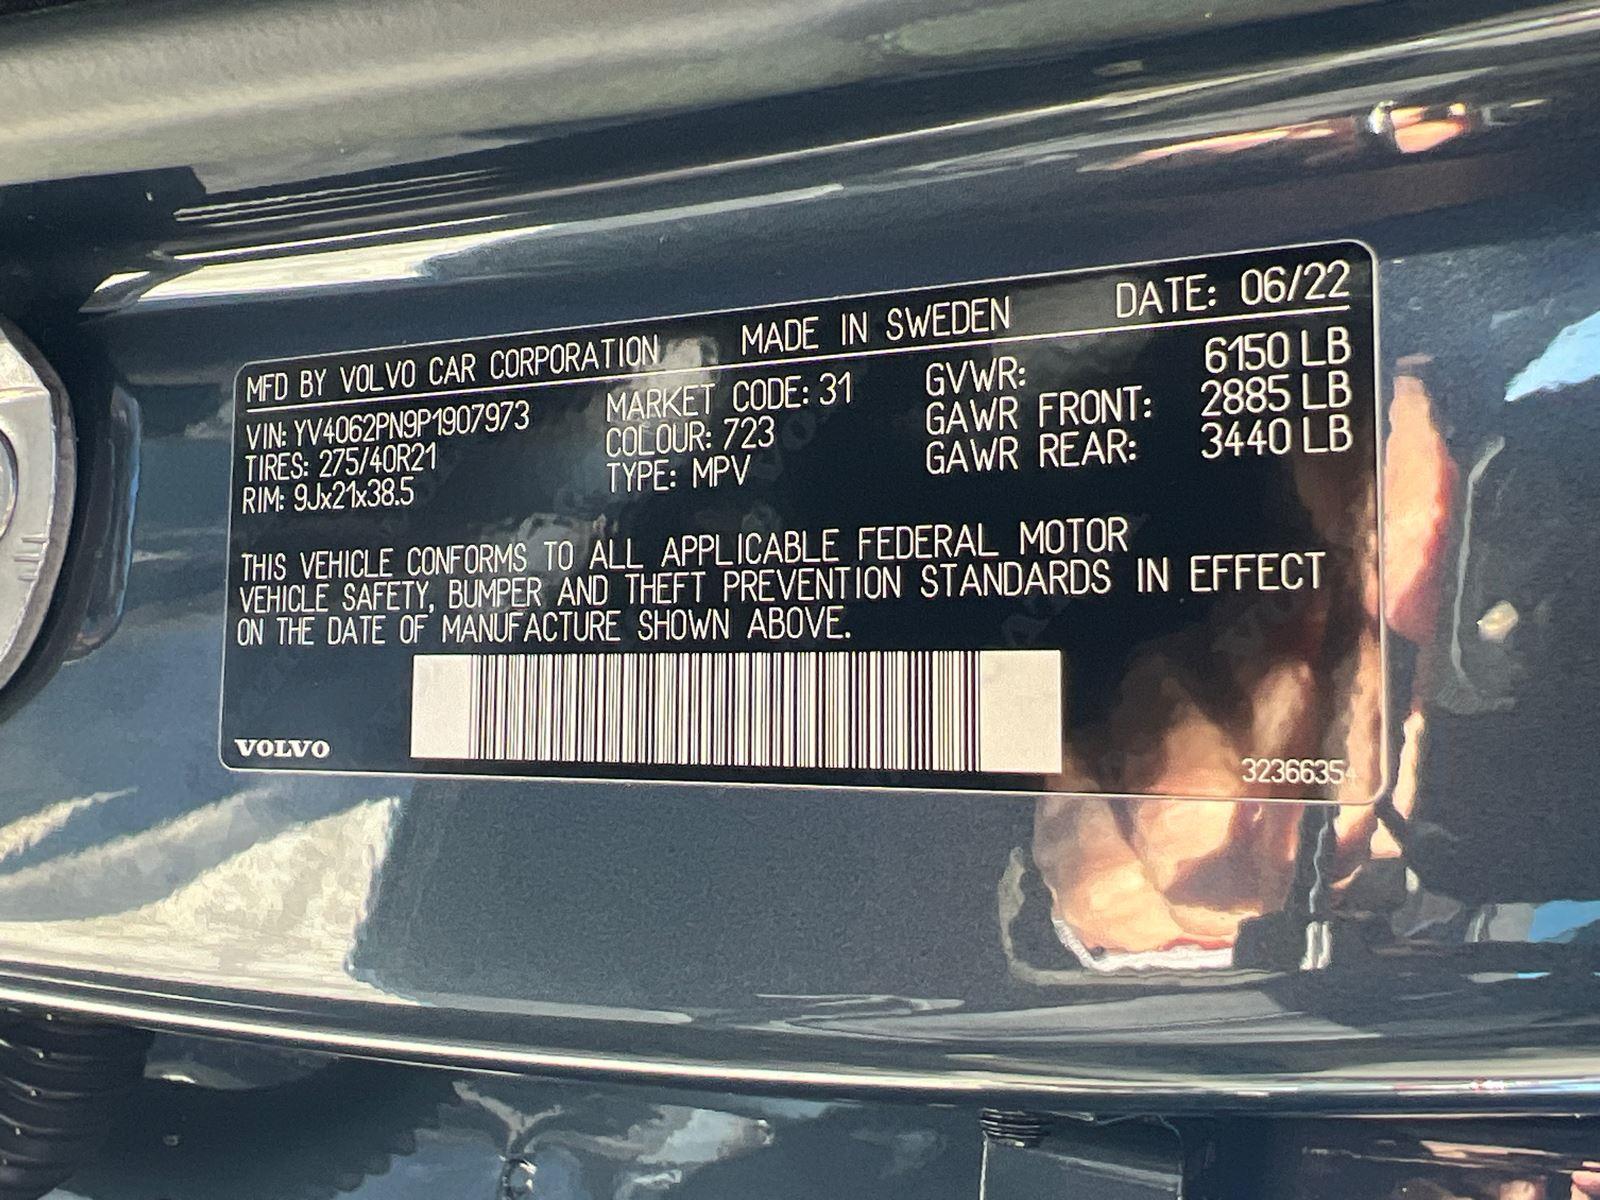 MFD BY VOLVO CAR CORPORATION MADE IN SWEDEN DATE: 06/22
VIN: YV4062PN9P1907973 MARKET CODE: 31 GVWR: 6150 LB
TIRES: 275/40R21 COLOUR: 723 GAWR FRONT: 2885 LB
RIM: 9Jx21x38.5 TYPE: MPV GAWR REAR: 3440 LB
THIS VEHICLE CONFORMS TO ALL APPLICABLE FEDERAL MOTOR
VEHICLE SAFETY, BUMPER AND THEFT PREVENTION STANDARDS IN EFFECT
ON THE DATE OF MANUFACTURE SHOWN ABOVE.
VOLVO
32366354